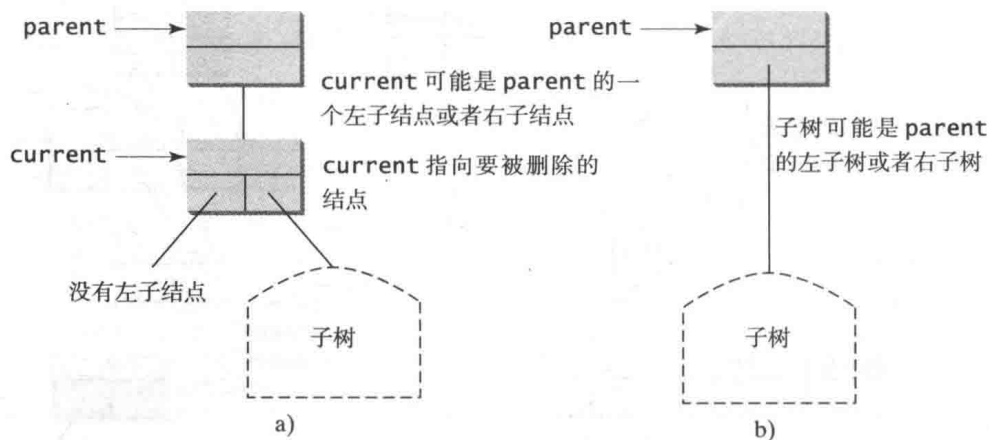 parent
current 可能是 parent 的一
个左子结点或者右子结点
current
current 指向要被删除的
结点
没有左子结点
子树
a)
parent
子树可能是 parent
的左子树或者右子树
子树
b)